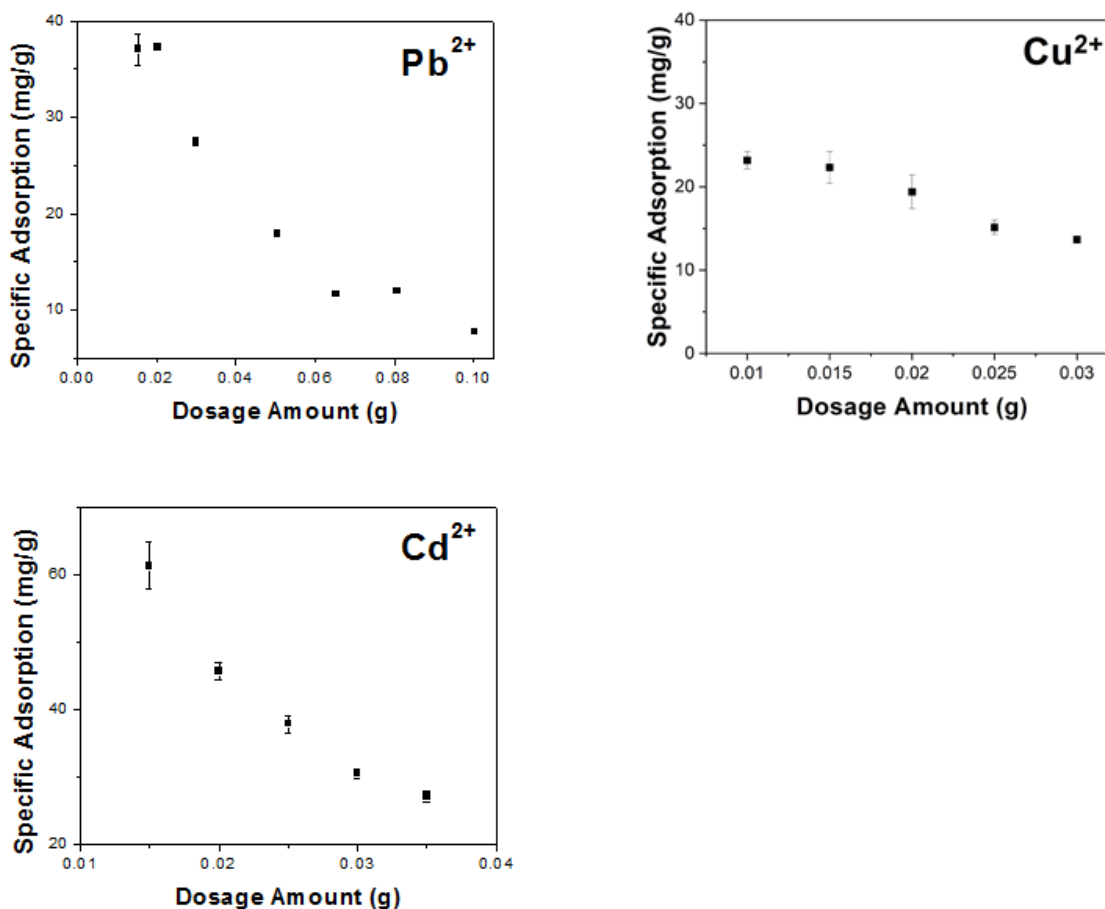 Specific Adsorption (mg/g)
40
30
20
10
Pb2+
0.00 0.02 0.04 0.06 0.08 0.10
Dosage Amount (g)
Specific Adsorption (mg/g)
40
30
20
10
0
Cu2+
0.01 0.015 0.02 0.025 0.03
Dosage Amount (g)
Specific Adsorption (mg/g)
60
40
20
Cd2+
0.01 0.02 0.03 0.04
Dosage Amount (g)